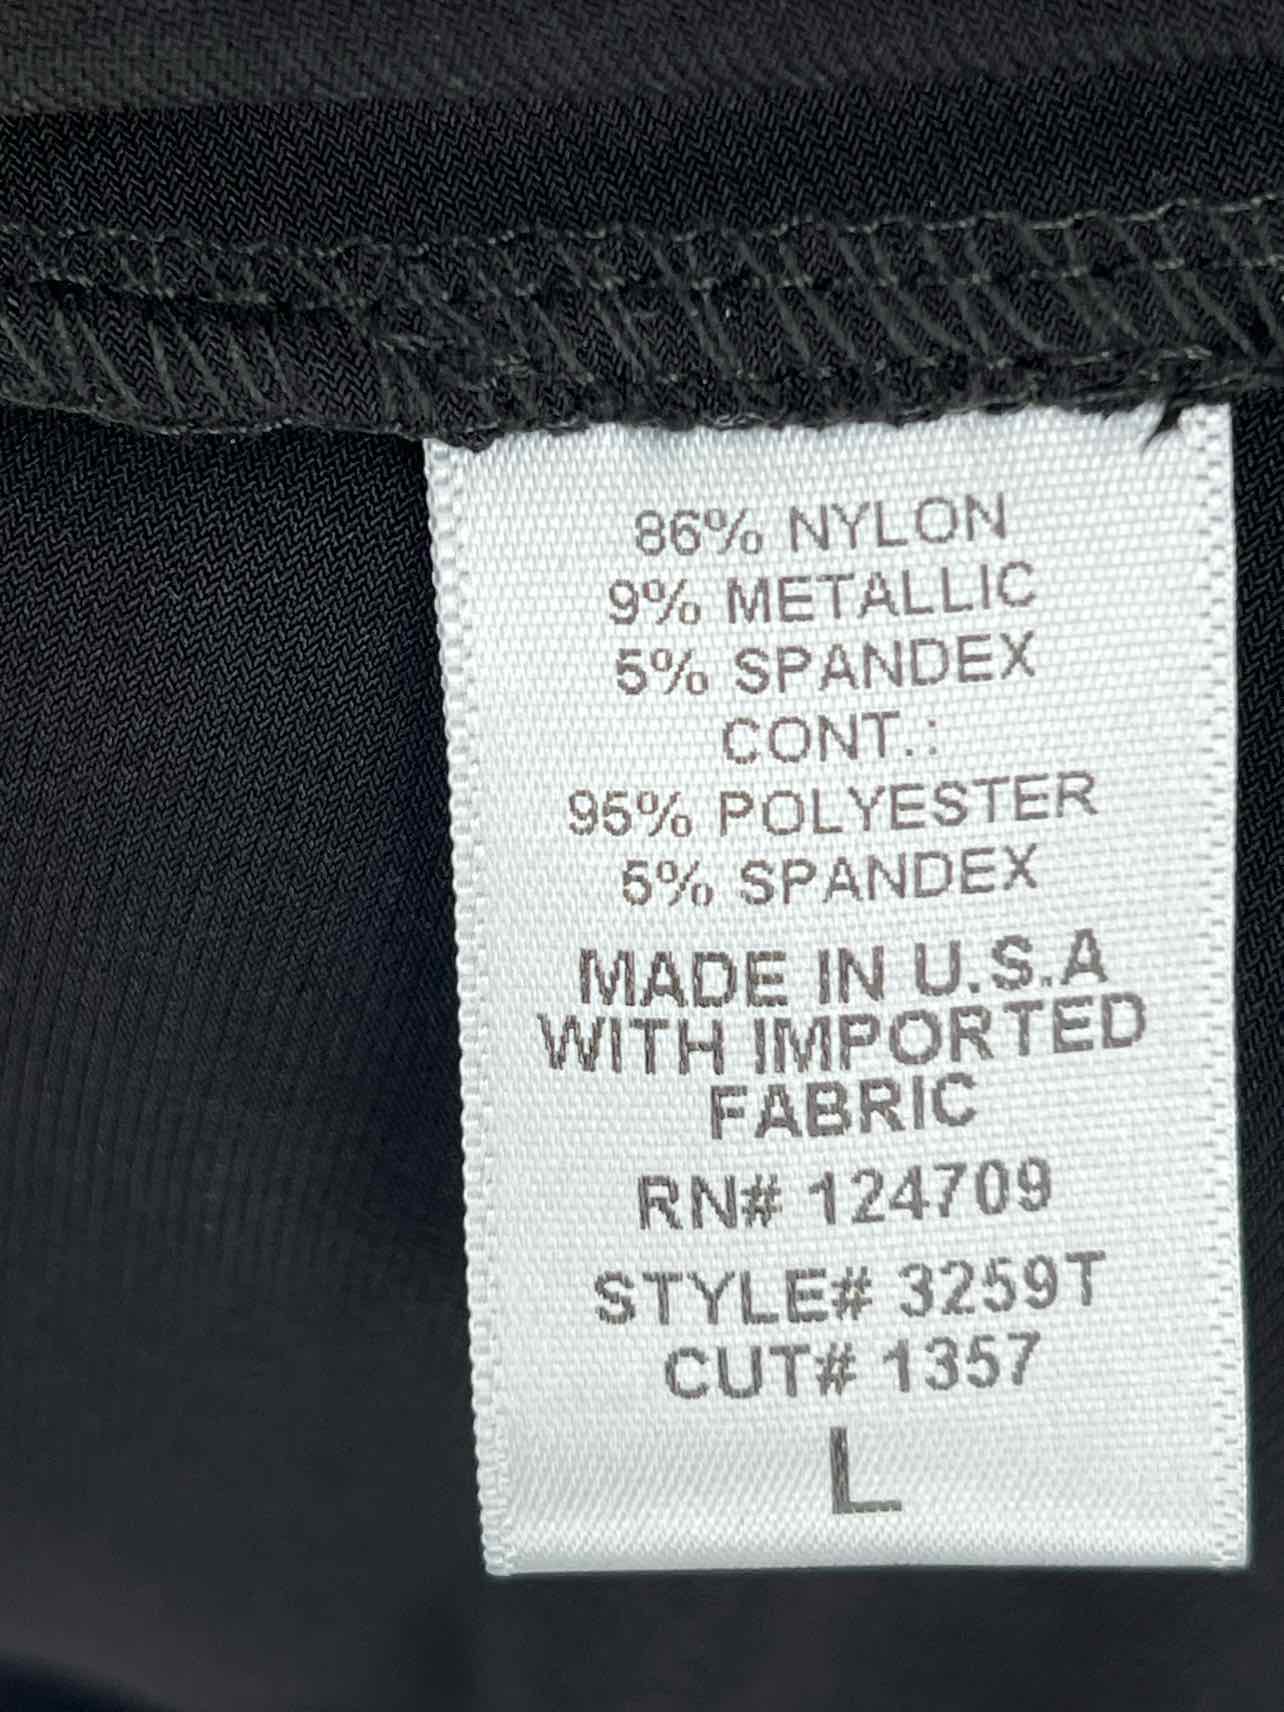 86% NYLON
9% METALLIC
5% SPANDEX
CONT.:
95% POLYESTER
5% SPANDEX
MADE IN U.S.A
WITH IMPORTED
FABRIC
RN# 124709
STYLE# 3259T
CUT# 1357
L